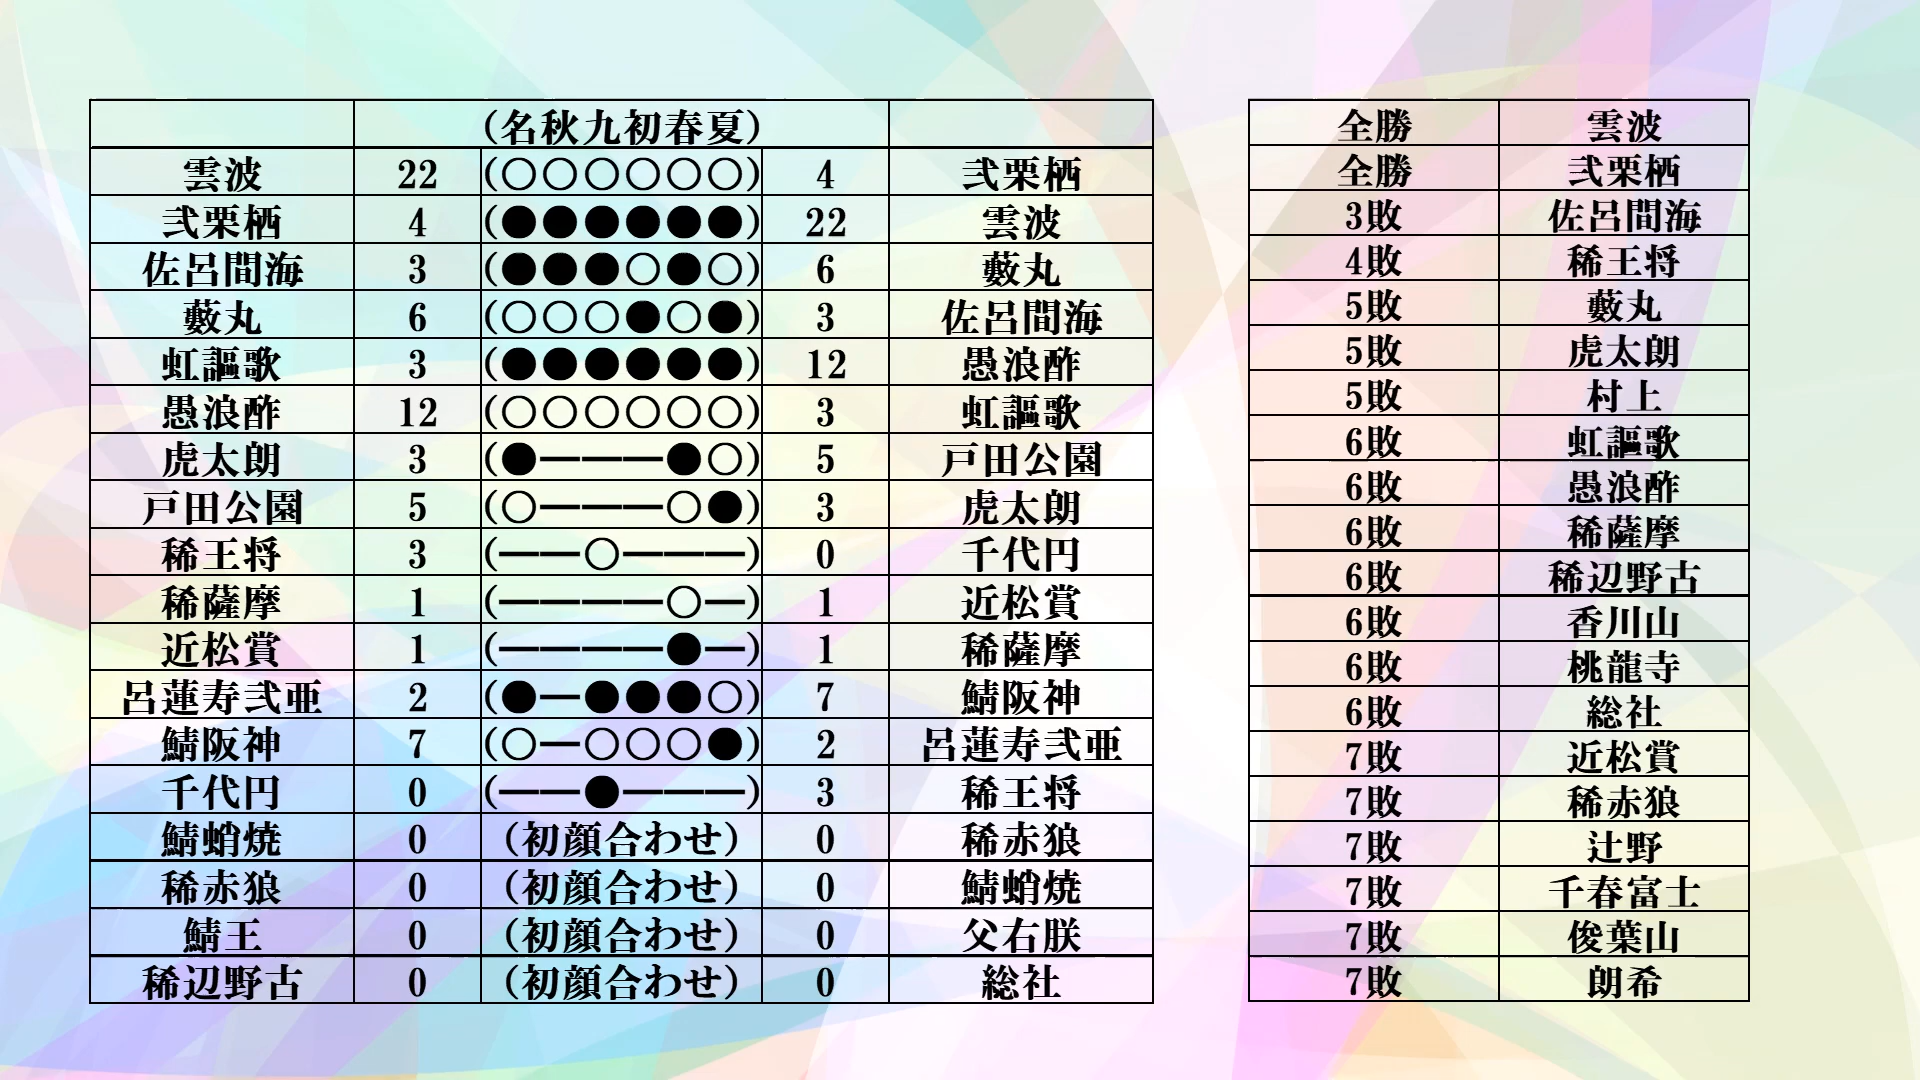 (名秋九初春夏)
雲波 22 (○○○○○○) 4 弐栗栖
弐栗栖 4 (●●●●●●) 22 雲波
佐呂間海 3 (●●●○●○) 6 藪丸
藪丸 6 (○○○●○●) 3 佐呂間海
虹謳歌 3 (●●●●●●) 12 愚浪酢
愚浪酢 12 (○○○○○○) 3 虹謳歌
虎太朗 3 (●―――●○) 5 戸田公園
戸田公園 5 (○―――○●) 3 虎太朗
稀王将 3 (――○―――) 0 千代円
稀薩摩 1 (――――○―) 1 近松賞
近松賞 1 (――――●―) 1 稀薩摩
呂蓮寿弐亜 2 (●―●●●○) 7 鯖阪神
鯖阪神 7 (○―○○○●) 2 呂蓮寿弐亜
千代円 0 (――●―――) 3 稀王将
鯖蛸焼 0 (初顔合わせ) 0 稀赤狼
稀赤狼 0 (初顔合わせ) 0 鯖蛸焼
鯖王 0 (初顔合わせ) 0 父右朕
稀辺野古 0 (初顔合わせ) 0 総社
全勝 雲波
全勝 弐栗栖
3敗 佐呂間海
4敗 稀王将
5敗 藪丸
5敗 虎太朗
5敗 村上
6敗 虹謳歌
6敗 愚浪酢
6敗 稀薩摩
6敗 稀辺野古
6敗 香川山
6敗 桃龍寺
6敗 総社
7敗 近松賞
7敗 稀赤狼
7敗 辻野
7敗 千春富士
7敗 俊葉山
7敗 朗希